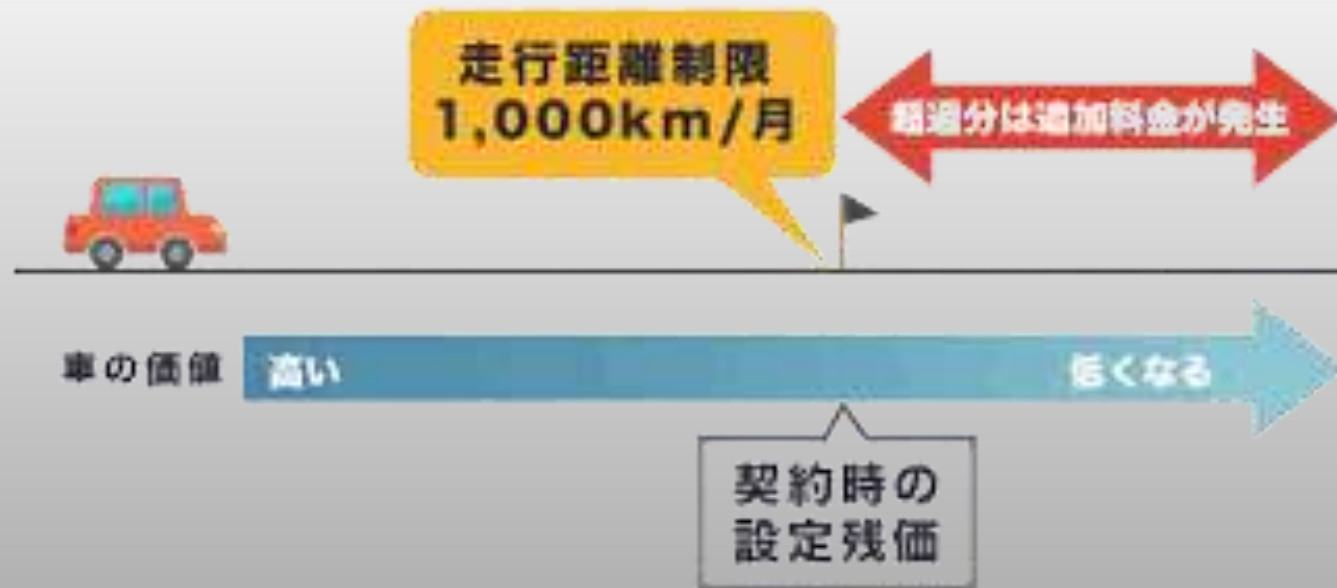 走行距離制限
1,000km/月
超過分は追加料金が発生
車の価値
高い
低くなる
契約時の
設定残価